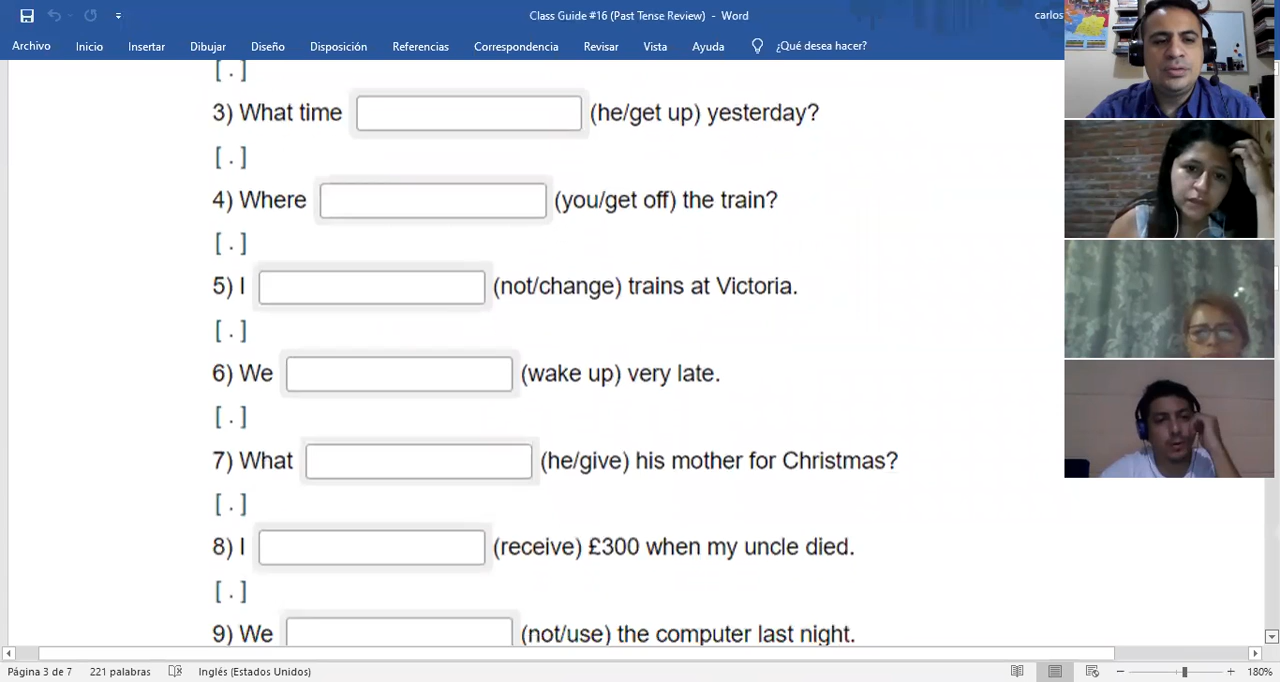 Class Guide #16 (Past Tense Review) - Word
carlos
Archivo Inicio Insertar Dibujar Diseño Disposición Referencias Correspondencia Revisar Vista Ayuda ¿Qué desea hacer?
[ . ]
3) What time (he/get up) yesterday?
[ . ]
4) Where (you/get off) the train?
[ . ]
5) I (not/change) trains at Victoria.
[ . ]
6) We (wake up) very late.
[ . ]
7) What (he/give) his mother for Christmas?
[ . ]
8) I (receive) £300 when my uncle died.
[ . ]
9) We (not/use) the computer last night.
Página 3 de 7 221 palabras Inglés (Estados Unidos) 180%